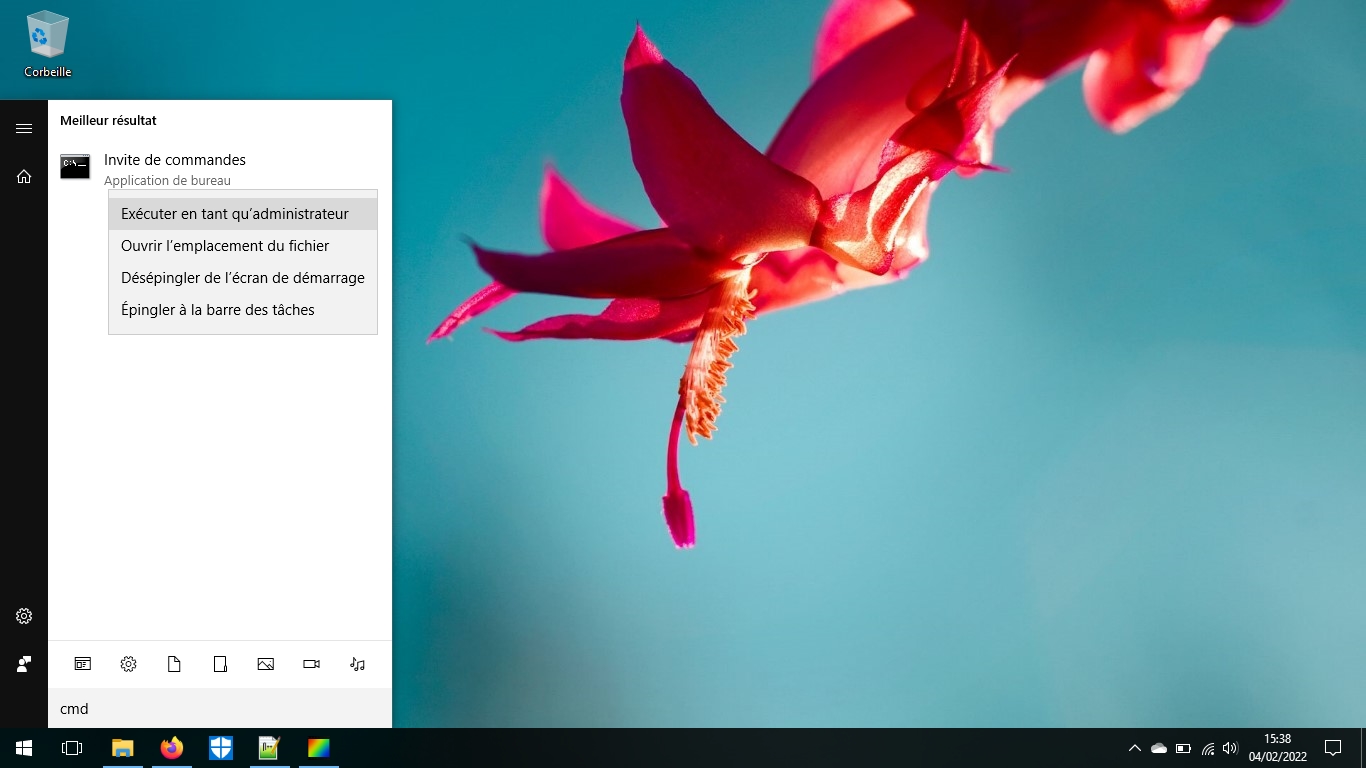 Corbeille
Meilleur résultat
C:\
Invite de commandes
Application de bureau
Exécuter en tant qu’administrateur
Ouvrir l’emplacement du fichier
Désépingler de l’écran de démarrage
Épingler à la barre des tâches
cmd
15:38
04/02/2022